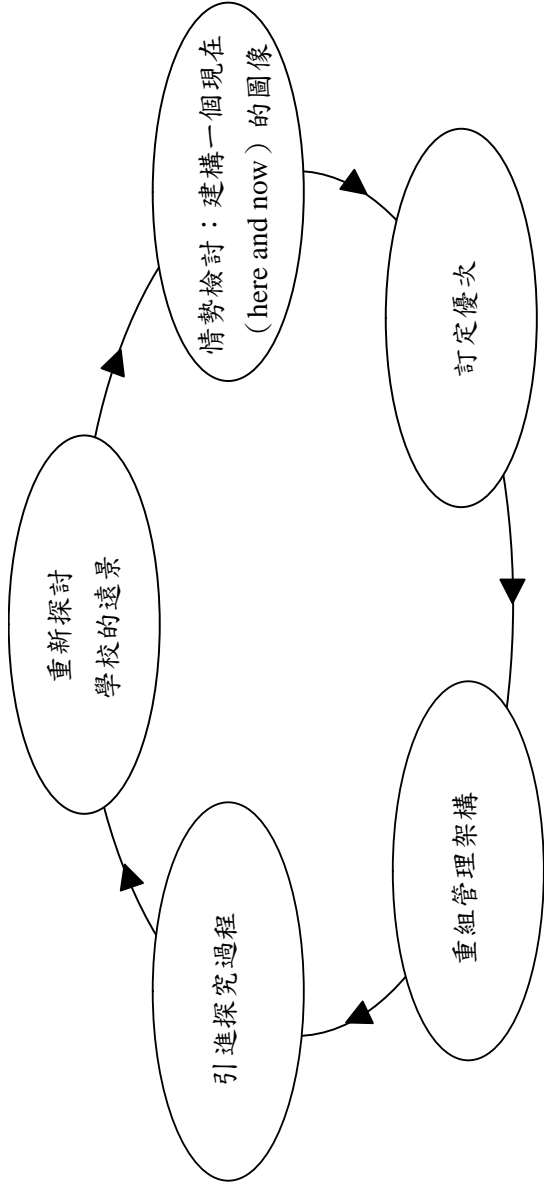 重新探討
學校的遠景
情勢檢討：建構一個現在
（here and now）的圖像
訂定優次
重組管理架構
引進探究過程